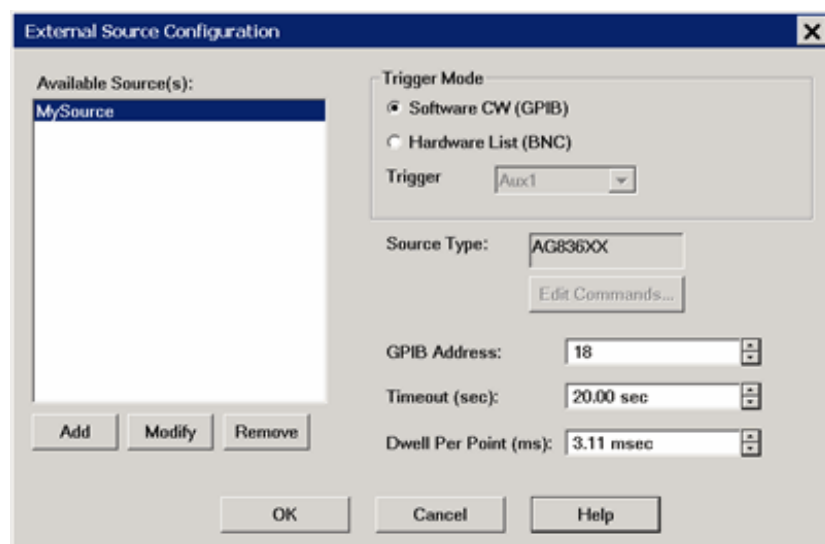 External Source Configuration
Available Source(s):
MySource
Add
Modify
Remove
Trigger Mode
Software CW (GPIB)
Hardware List (BNC)
Trigger
Aux1
Source Type:
AG836XX
Edit Commands...
GPIB Address:
18
Timeout (sec):
20.00 sec
Dwell Per Point (ms):
3.11 msec
OK
Cancel
Help